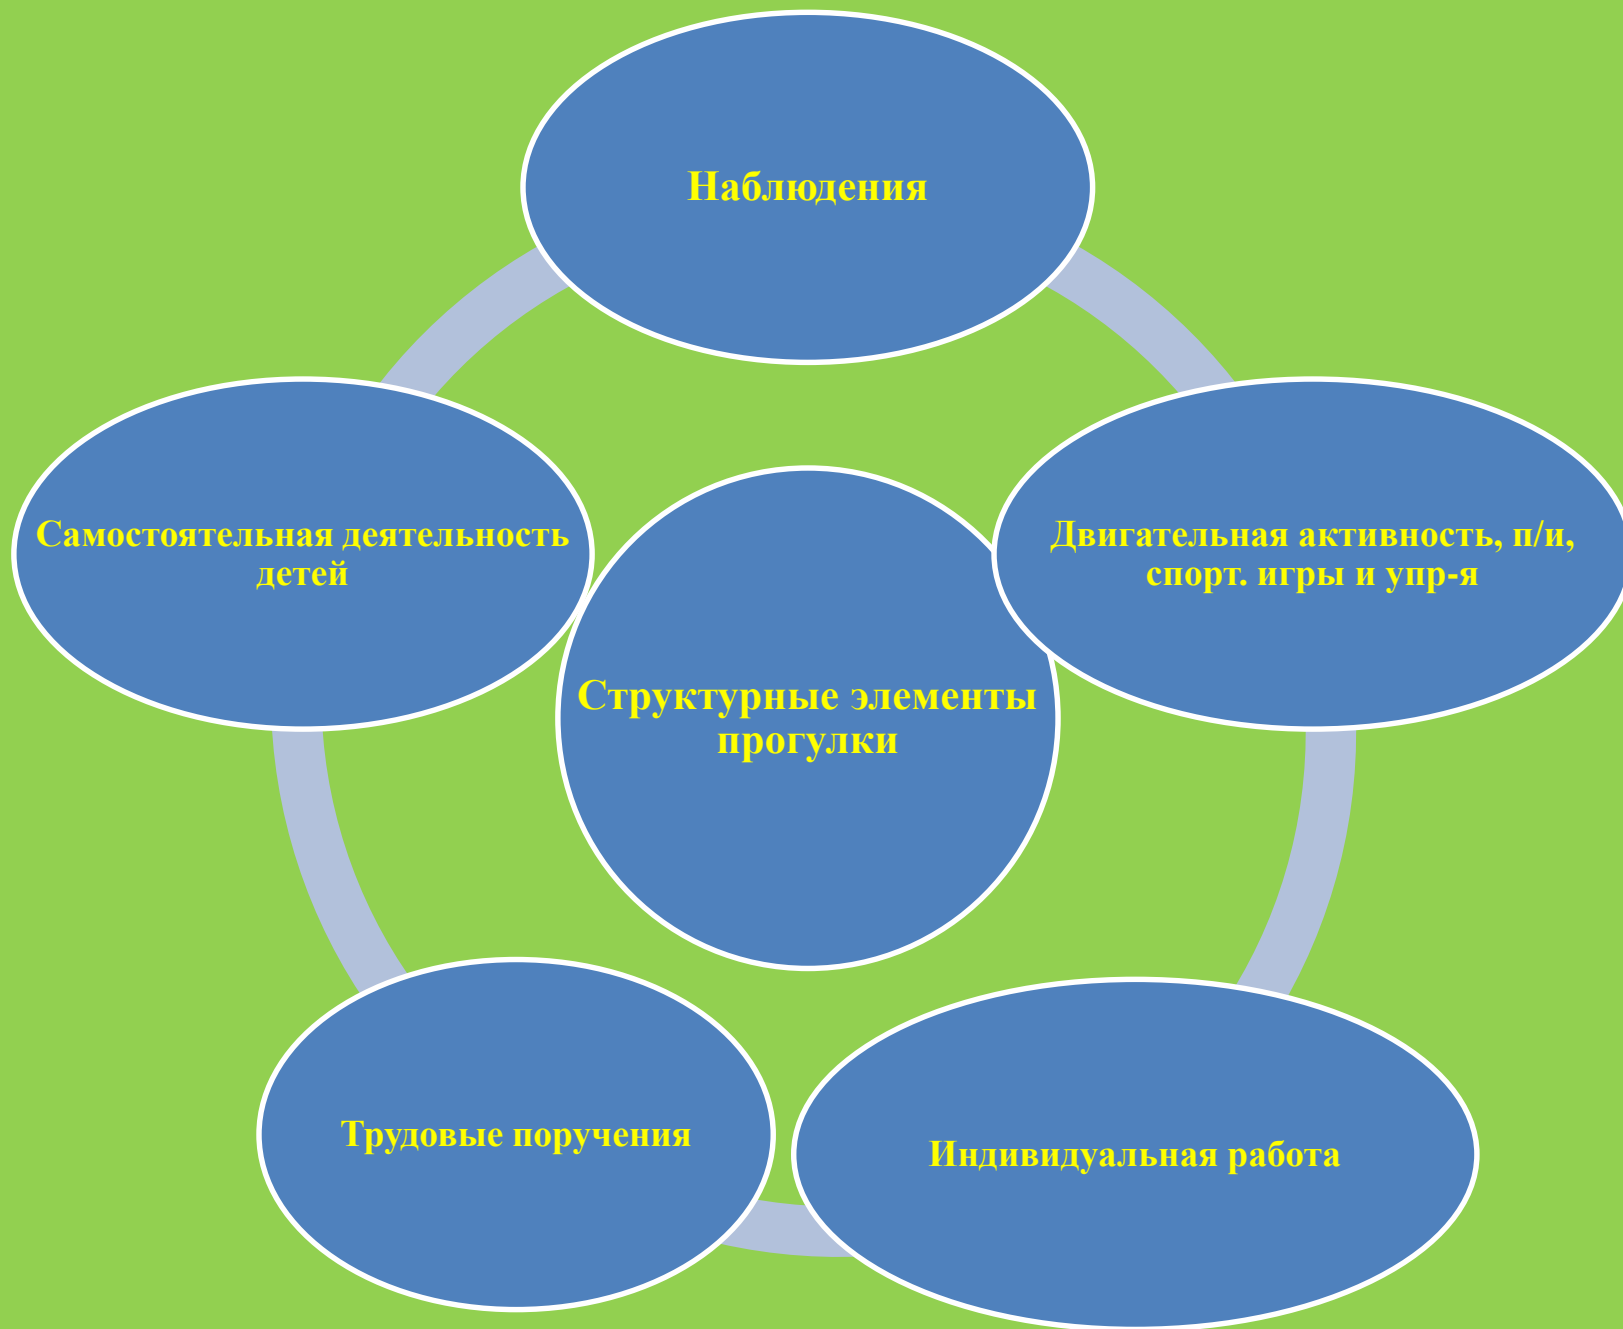 Наблюдения
Самостоятельная деятельность
детей
Двигательная активность, п/и,
спорт. игры и упр-я
Структурные элементы
прогулки
Трудовые поручения
Индивидуальная работа